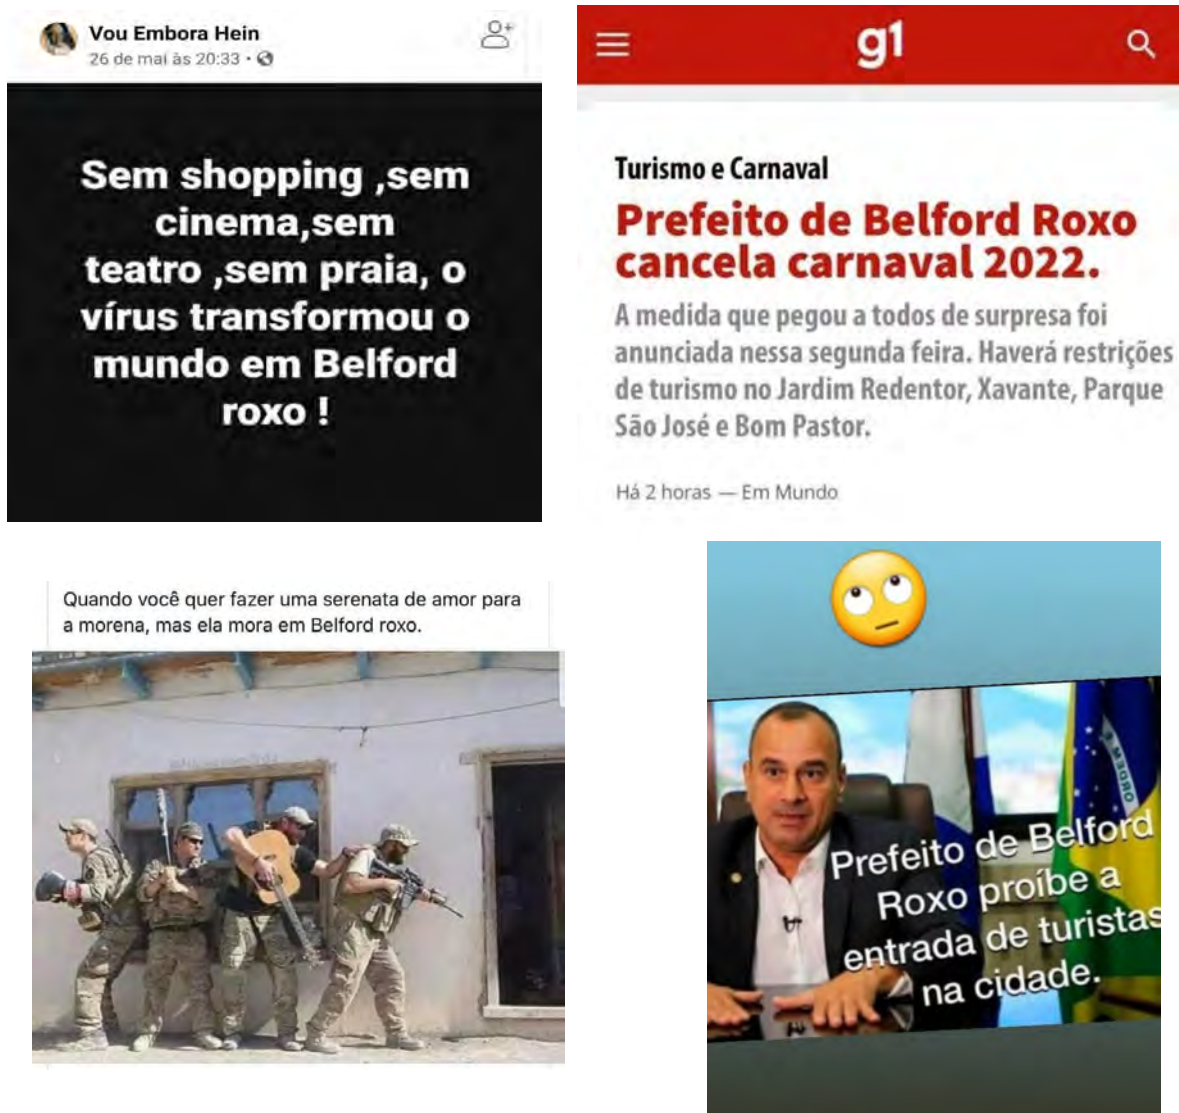 Vou Embora Hein
26 de mai às 20:33 •
Sem shopping ,sem
cinema,sem
teatro ,sem praia, o
vírus transformou o
mundo em Belford
roxo !
g1
Turismo e Carnaval
Prefeito de Belford Roxo
cancela carnaval 2022.
A medida que pegou a todos de surpresa foi
anunciada nessa segunda feira. Haverá restrições
de turismo no Jardim Redentor, Xavante, Parque
São José e Bom Pastor.
Há 2 horas — Em Mundo
Quando você quer fazer uma serenata de amor para
a morena, mas ela mora em Belford roxo.
ORDEM E
Prefeito de Belford
Roxo proíbe a
entrada de turistas
na cidade.